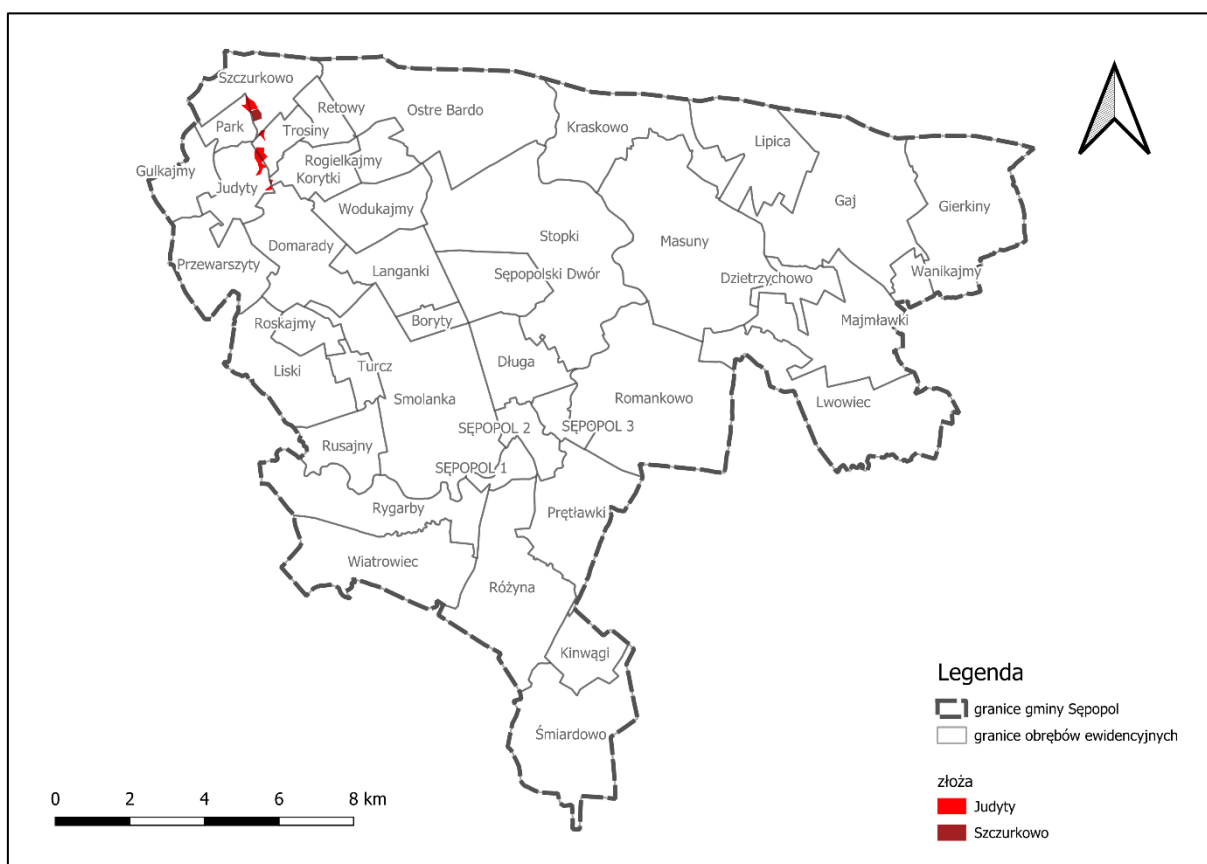 Szczurkowo
Retowy
Ostre Bardo
Park
Trosiny
Kraskowo
Lipica
Rogielkajmy
Gulkajmy
Korytki
Judyty
Wodukajmy
Gaj
Gierkiny
Stopki
Masuny
Domarady
Przewarszyty
Langanki
Sępopolski Dwór
Dzietrzychowo
Wanikajmy
Roskajmy
Boryty
Majmławki
Liski
Turcz
Długa
Smolanka
Romankowo
Lwowiec
SĘPOPOL 2
SĘPOPOL 3
Rusajny
SĘPOPOL 1
Rygarby
Prętławki
Wiatrowiec
Różyna
Kinwągi
Śmiardowo
Legenda
granice gminy Sępopol
granice obrębów ewidencyjnych
złoża
Judyty
Szczurkowo
0 2 4 6 8 km